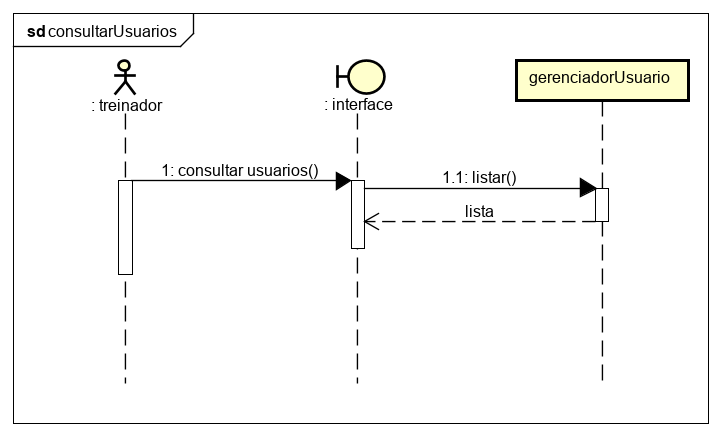 sd consultarUsuarios
: treinador
: interface
gerenciadorUsuario
1: consultar usuarios()
1.1: listar()
lista